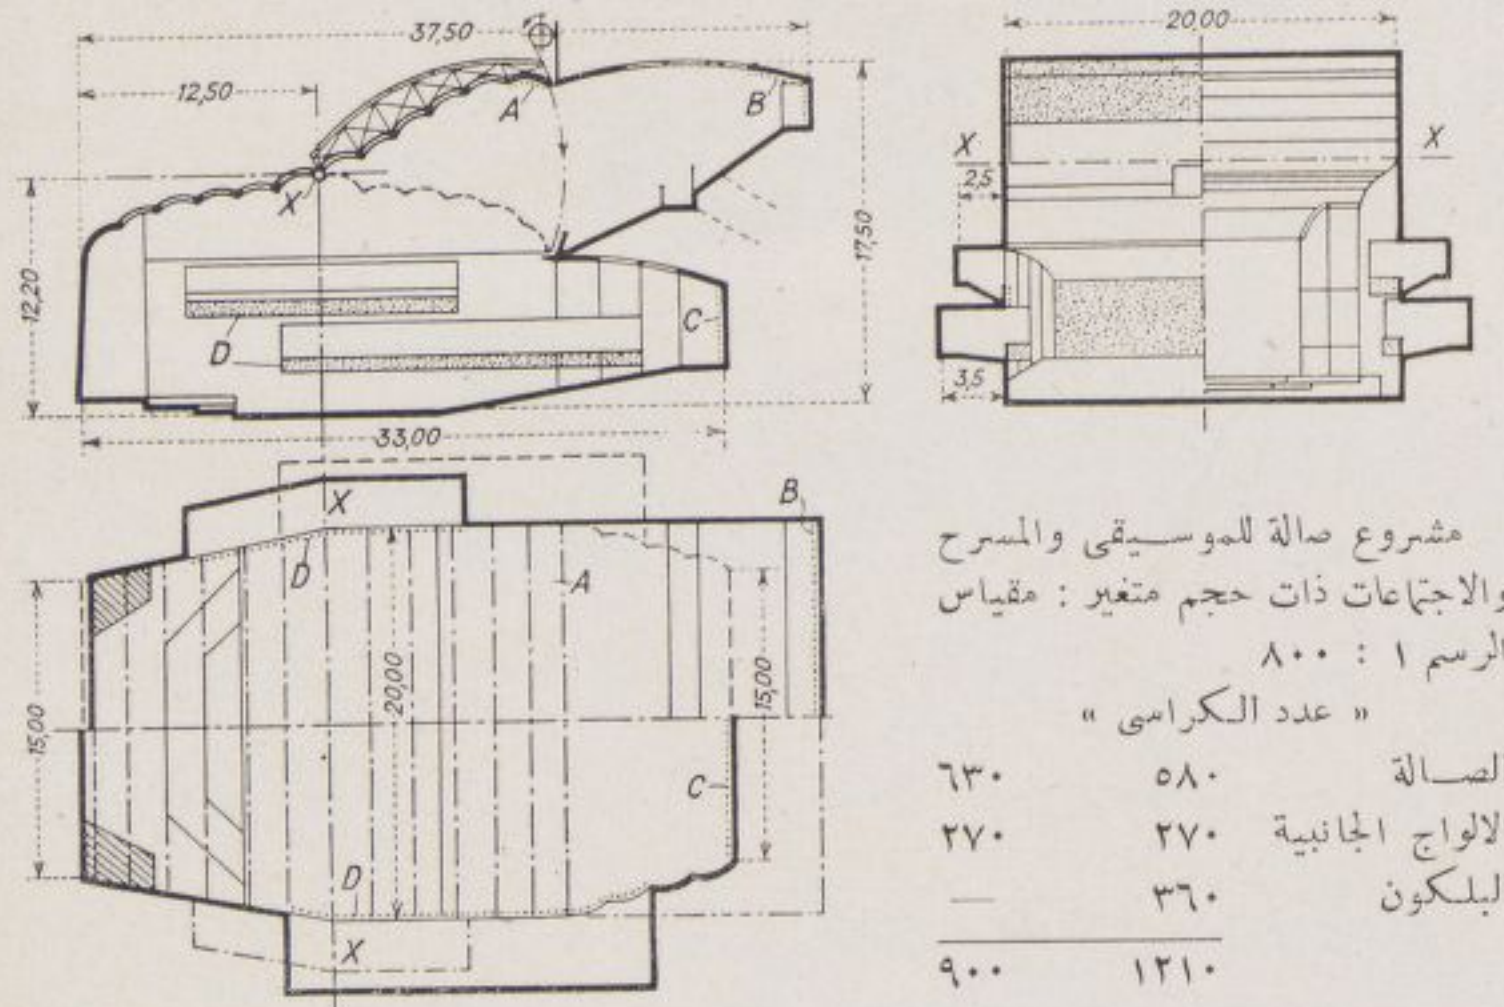 37,50
12,50
A
B
X
12,20
17,50
D
C
33,00
20,00
X
X
2,5
3,5
X
B
D
A
15,00
20,00
15,00
C
D
X
مشروع صالة للموسيقى والمسرح
والاجتماعات ذات حجم متغير : مقياس
الرسم ١ : ٨٠٠
« عدد الكراسى »
الصالة ٥٨٠ ٦٣٠
الالواج الجانبية ٢٧٠ ٢٧٠
البلكون ٣٦٠ —
١٢١٠ ٩٠٠